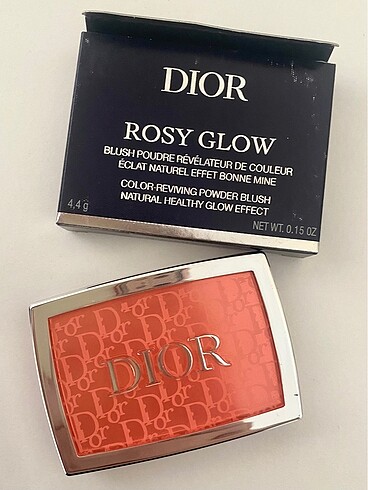 DIOR
ROSY GLOW
BLUSH POUDRE RÉVÉLATEUR DE COULEUR
ÉCLAT NATUREL EFFET BONNE MINE
COLOR-REVIVING POWDER BLUSH
NATURAL HEALTHY GLOW EFFECT
4,4 g
NET WT. 0.15 OZ
DIOR